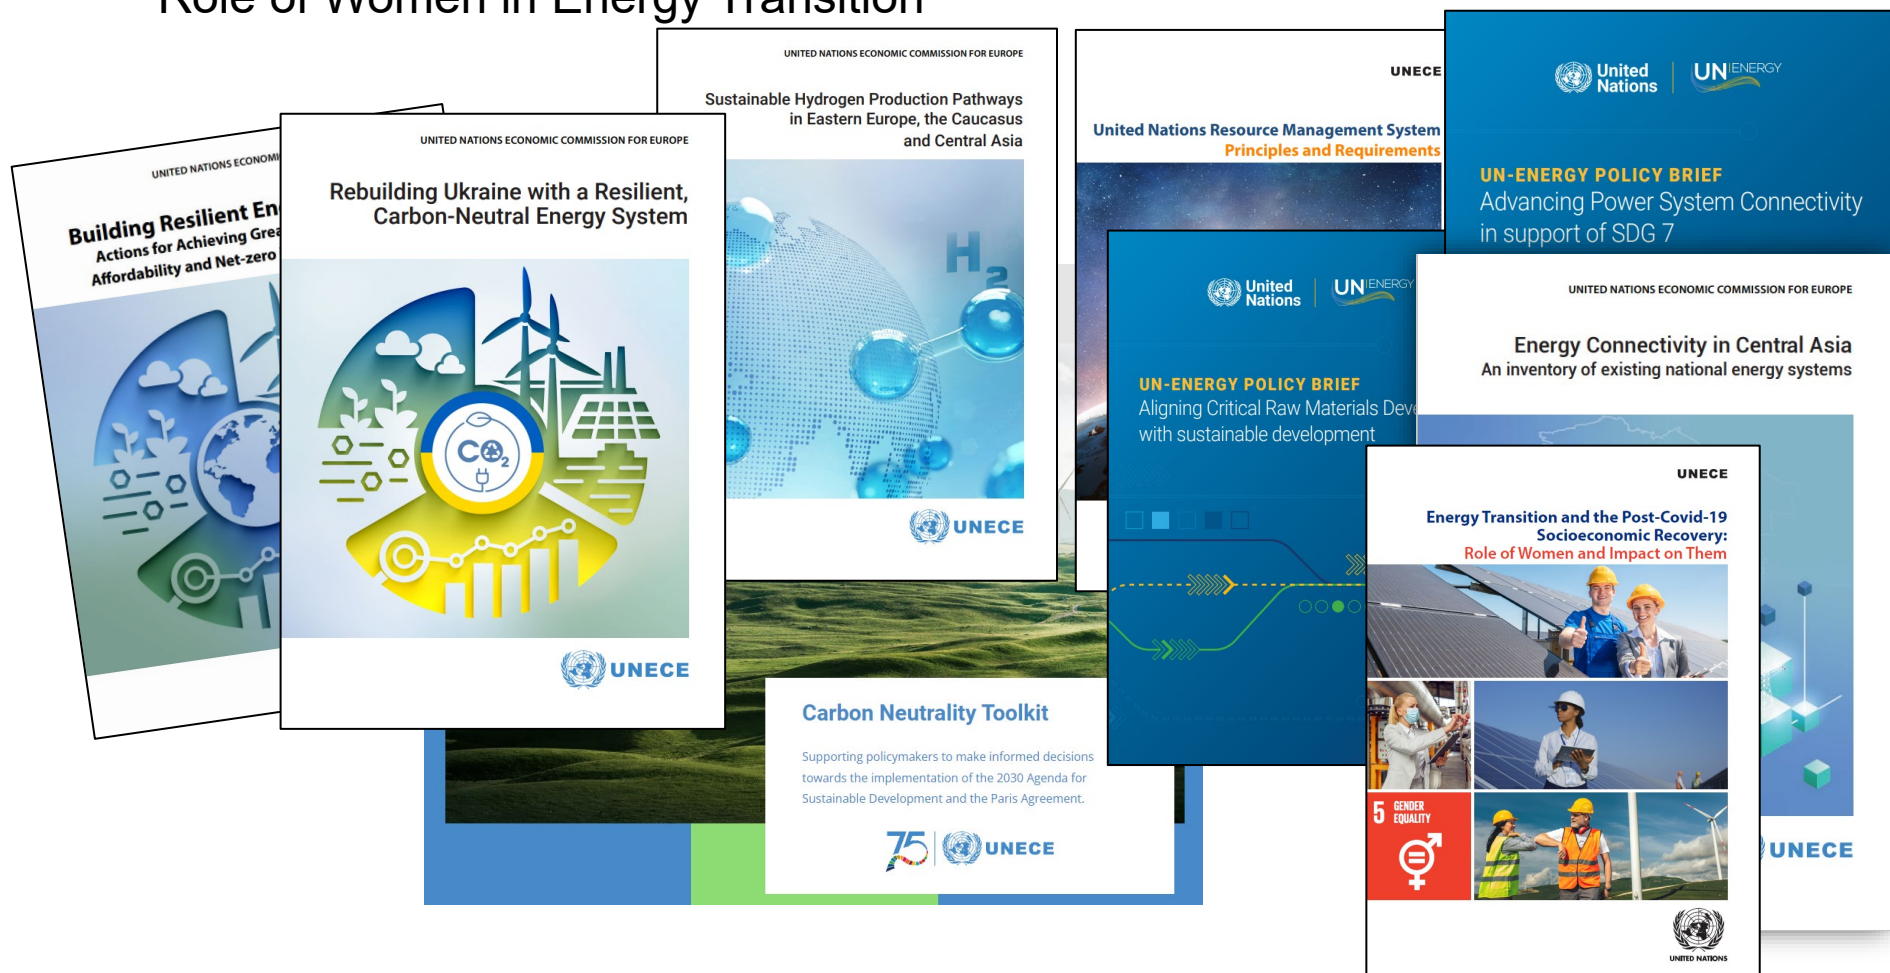 Role of Women in Energy Transition
UNITED NATIONS ECONOMI
Building Resilient En
Actions for Achieving Grea
Affordability and Net-zero
UNITED NATIONS ECONOMIC COMMISSION FOR EUROPE
Rebuilding Ukraine with a Resilient,
Carbon-Neutral Energy System
CO2
UNECE
UNITED NATIONS ECONOMIC COMMISSION FOR EUROPE
Sustainable Hydrogen Production Pathways
in Eastern Europe, the Caucasus
and Central Asia
H2
UNECE
Carbon Neutrality Toolkit
Supporting policymakers to make informed decisions
towards the implementation of the 2030 Agenda for
Sustainable Development and the Paris Agreement.
75
UNECE
UNECE
United Nations Resource Management System
Principles and Requirements
United
Nations
UN ENERGY
UN-ENERGY POLICY BRIEF
Aligning Critical Raw Materials Deve
with sustainable development
United
Nations
UN ENERGY
UN-ENERGY POLICY BRIEF
Advancing Power System Connectivity
in support of SDG 7
UNITED NATIONS ECONOMIC COMMISSION FOR EUROPE
Energy Connectivity in Central Asia
An inventory of existing national energy systems
UNECE
UNECE
Energy Transition and the Post-Covid-19
Socioeconomic Recovery:
Role of Women and Impact on Them
5 GENDER
EQUALITY
UNITED NATIONS